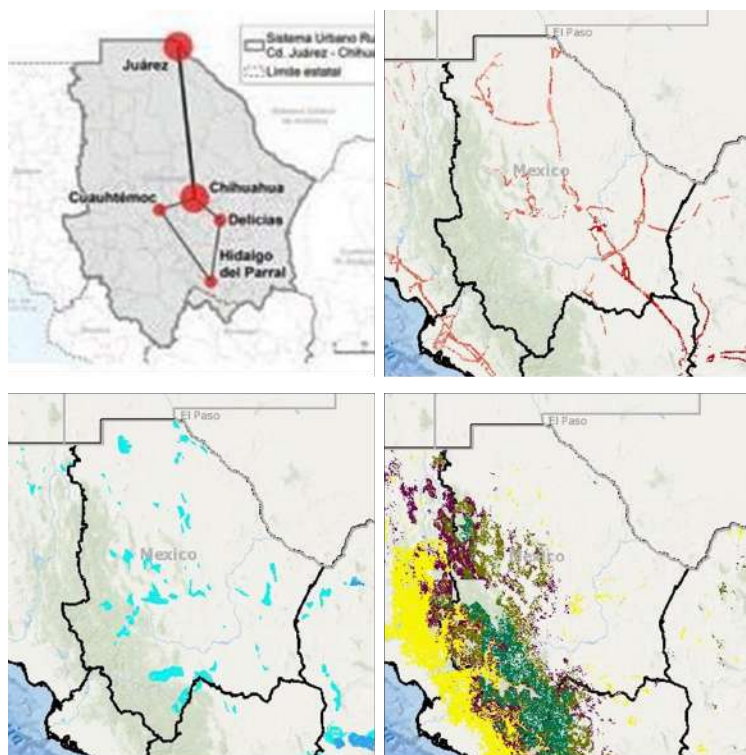 Sistema Urbano Ru
Cd. Juárez - Chihua
Límite estatal
Juárez
Chihuahua
Cuauhtémoc
Delicias
Hidalgo
del Parral
El Paso
Mexico
El Paso
Mexico
El Paso
Mexico